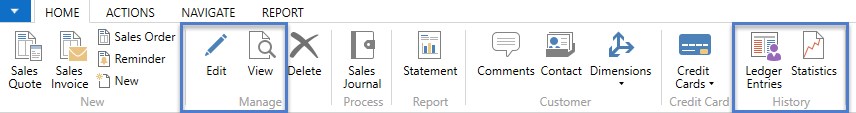 HOME ACTIONS NAVIGATE REPORT
Sales Quote
Sales Invoice
Sales Order
Reminder
New
New
Edit
View
Delete
Manage
Sales Journal
Process
Statement
Report
Comments
Contact
Dimensions
Customer
Credit Cards
Credit Card
Ledger Entries
Statistics
History